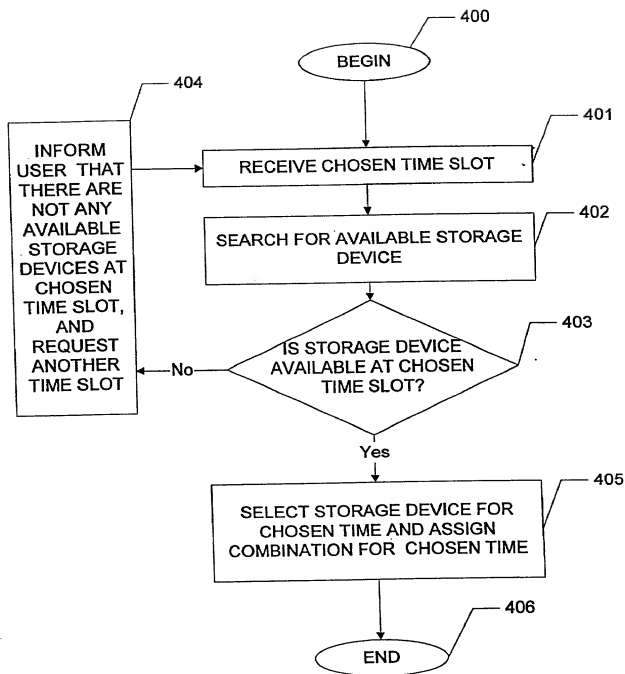 400
BEGIN
404
401
INFORM
USER THAT
THERE ARE
NOT ANY
AVAILABLE
STORAGE
DEVICES AT
CHOSEN
TIME SLOT,
AND
REQUEST
ANOTHER
TIME SLOT
RECEIVE CHOSEN TIME SLOT
402
SEARCH FOR AVAILABLE STORAGE
DEVICE
403
IS STORAGE DEVICE
AVAILABLE AT CHOSEN
TIME SLOT?
No
Yes
405
SELECT STORAGE DEVICE FOR
CHOSEN TIME AND ASSIGN
COMBINATION FOR CHOSEN TIME
406
END